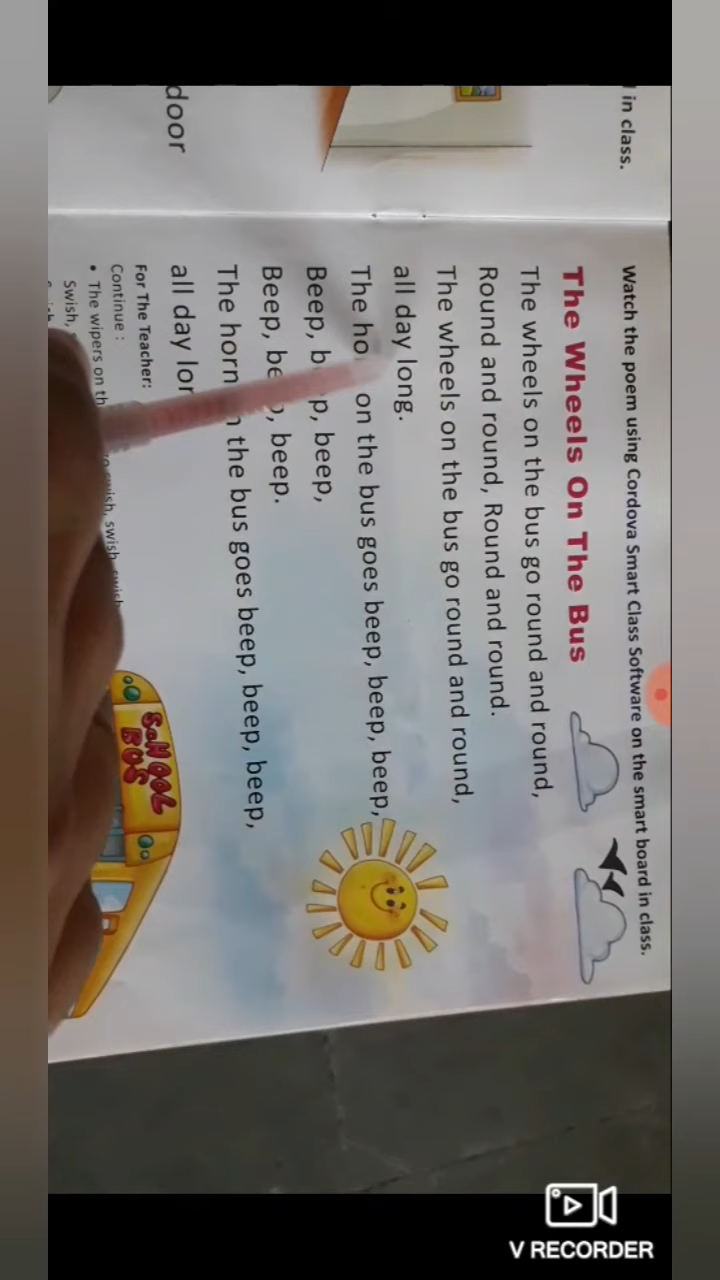 in class.
door
Watch the poem using Cordova Smart Class Software on the smart board in class.
The Wheels On The Bus
The wheels on the bus go round and round,
Round and round, Round and round.
The wheels on the bus go round and round,
all day long.
The on the bus goes beep, beep, beep,
Beep, beep,
Beep, beep.
The horn the bus goes beep, beep, beep,
all day
For The Teacher:
Continue :
• The wipers on swish, swish
Swish,
SCHOOL
BUS
V RECORDER